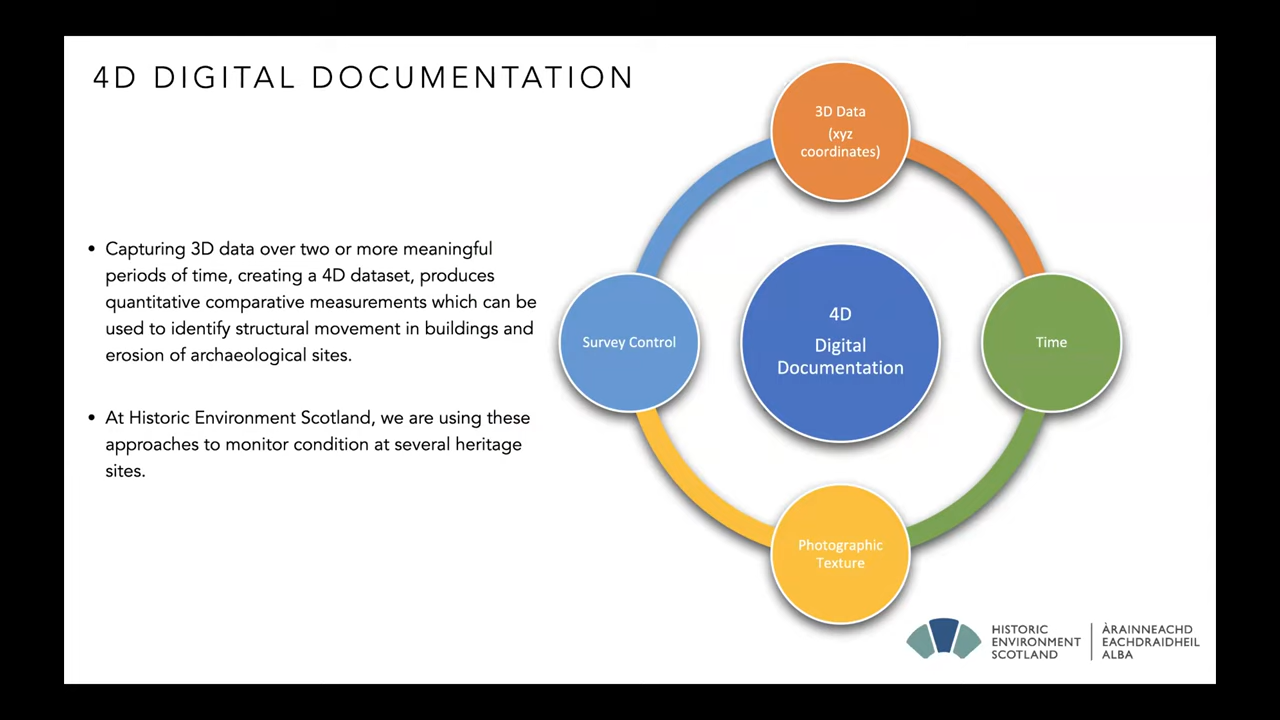 4D DIGITAL DOCUMENTATION
• Capturing 3D data over two or more meaningful
periods of time, creating a 4D dataset, produces
quantitative comparative measurements which can be
used to identify structural movement in buildings and
erosion of archaeological sites.
• At Historic Environment Scotland, we are using these
approaches to monitor condition at several heritage
sites.
3D Data
(xyz
coordinates)
Survey Control
4D
Digital
Documentation
Time
Photographic
Texture
HISTORIC
ENVIRONMENT
SCOTLAND
ÀRAINNEACHD
EACHDRAIDHEIL
ALBA